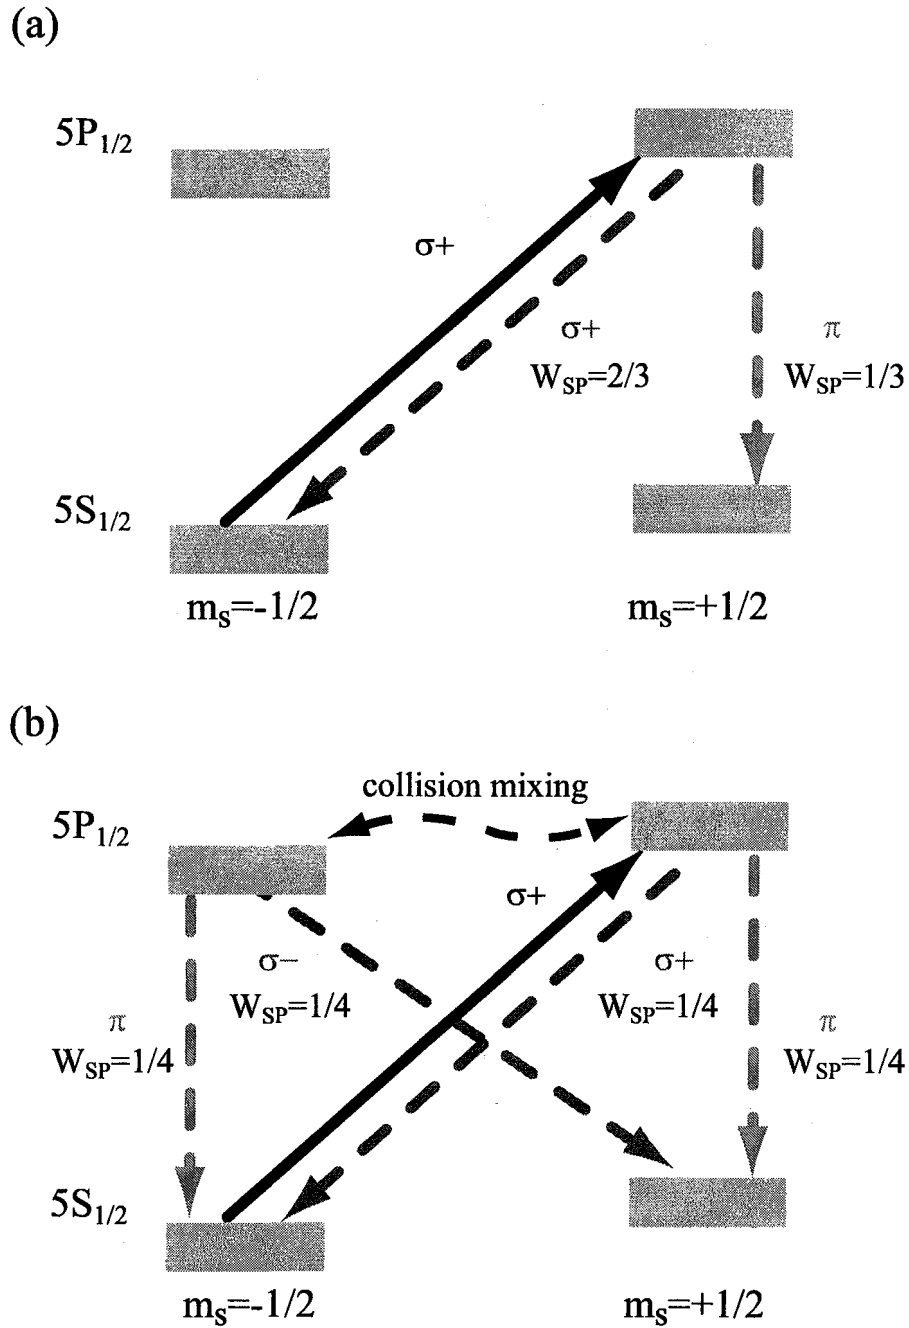 (a)
5P1/2
σ+
σ+
WSP=2/3
π
WSP=1/3
5S1/2
ms=-1/2
ms=+1/2
(b)
collision mixing
5P1/2
σ+
σ−
WSP=1/4
σ+
WSP=1/4
π
WSP=1/4
π
WSP=1/4
5S1/2
ms=-1/2
ms=+1/2